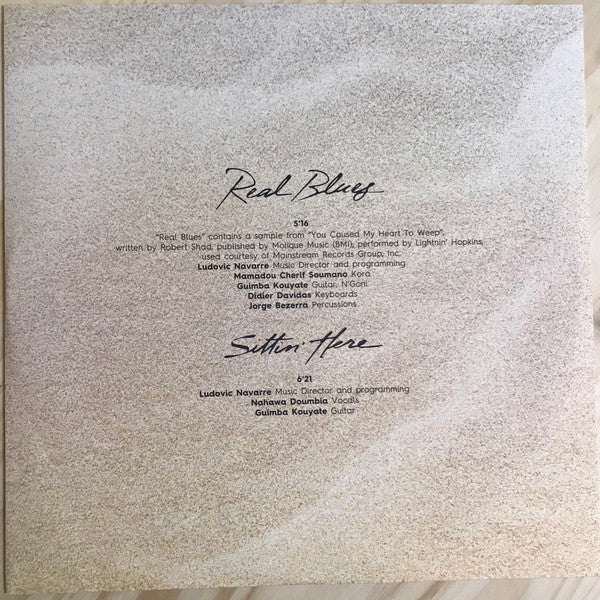 Real Blues
5'16
"Real Blues" contains a sample from "You Caused My Heart To Weep",
written by Robert Shad, published by Molique Music (BMI), performed by Lightnin' Hopkins,
used courtesy of Mainstream Records Group, Inc.
Ludovic Navarre Music Director and programming
Mamadou Cherif Soumano Kora
Guimba Kouyate Guitar, N'Goni
Didier Davidas Keyboards
Jorge Bezerra Percussions
Sittin' Here
6'21
Ludovic Navarre Music Director and programming
Nahawa Doumbia Vocals
Guimba Kouyate Guitar